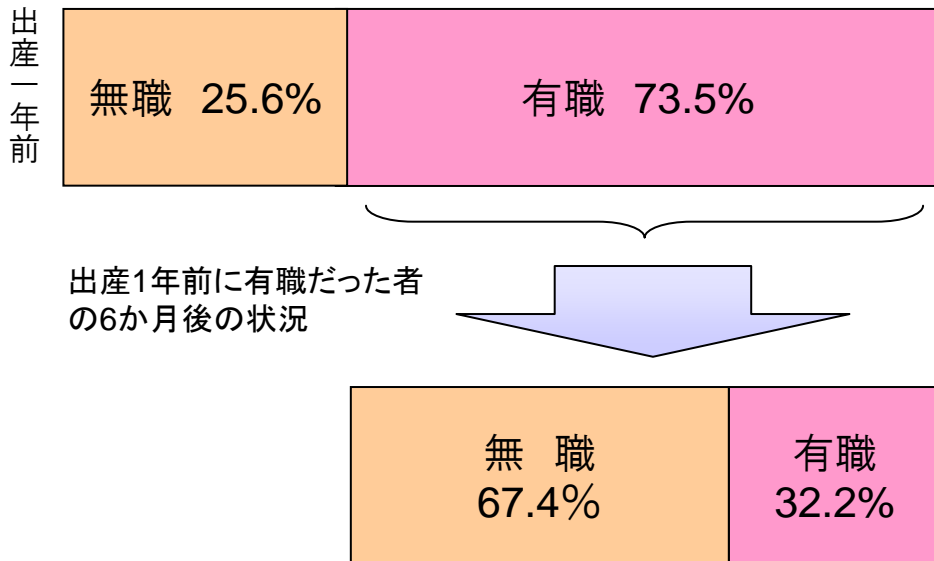 出産一年前
無職 25.6%
有職 73.5%
出産1年前に有職だった者
の6か月後の状況
無 職
67.4%
有職
32.2%